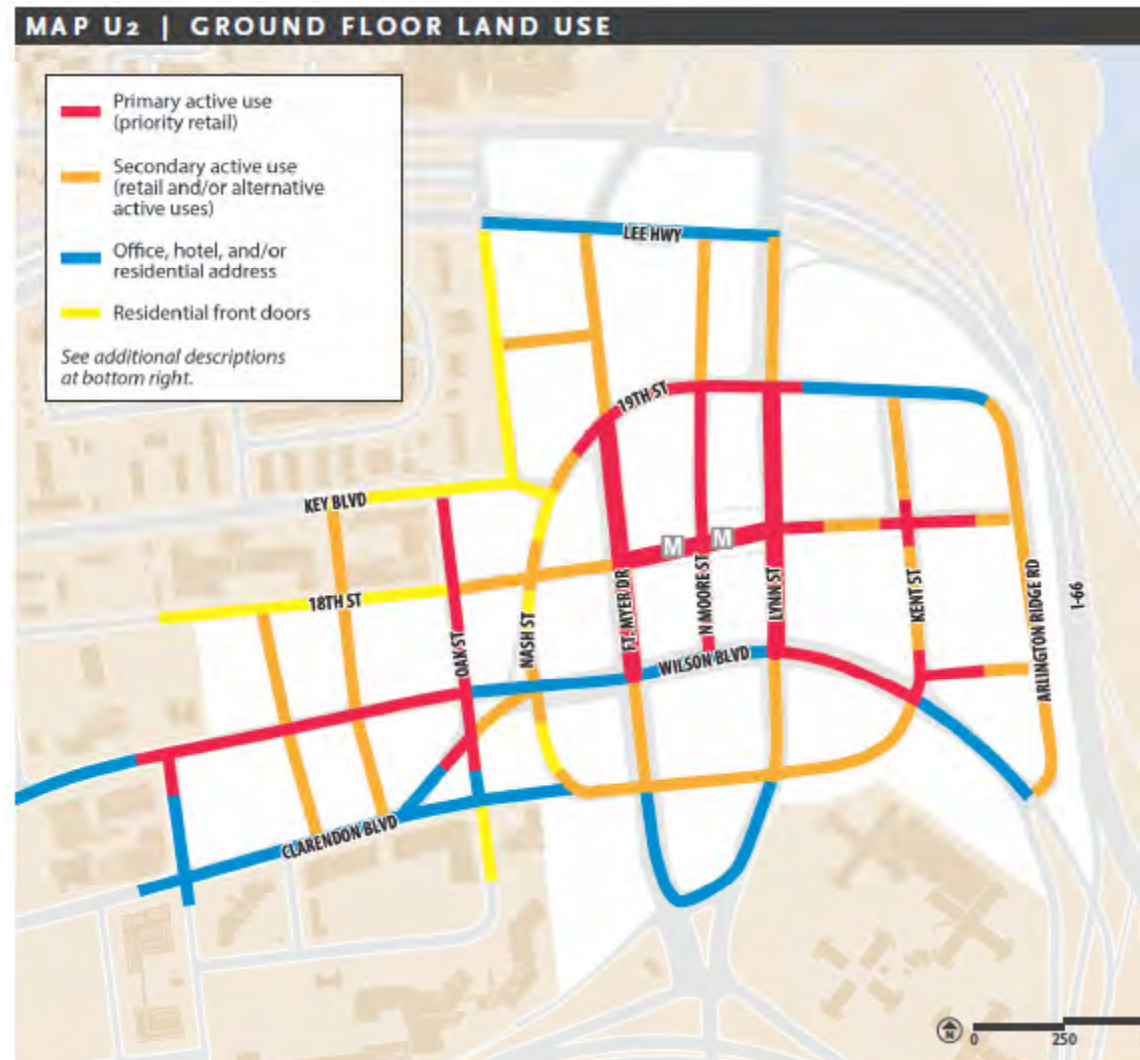 MAP U2 | GROUND FLOOR LAND USE
Primary active use
(priority retail)
Secondary active use
(retail and/or alternative
active uses)
Office, hotel, and/or
residential address
Residential front doors
See additional descriptions
at bottom right.
LEE HWY
19TH ST
KEY BLVD
M
M
18TH ST
OAK ST
NASH ST
FT. MYER DR
N MOORE ST
LYNN ST
KENT ST
ARLINGTON RIDGE RD
I-66
WILSON BLVD
CLARENDON BLVD
N
0
250